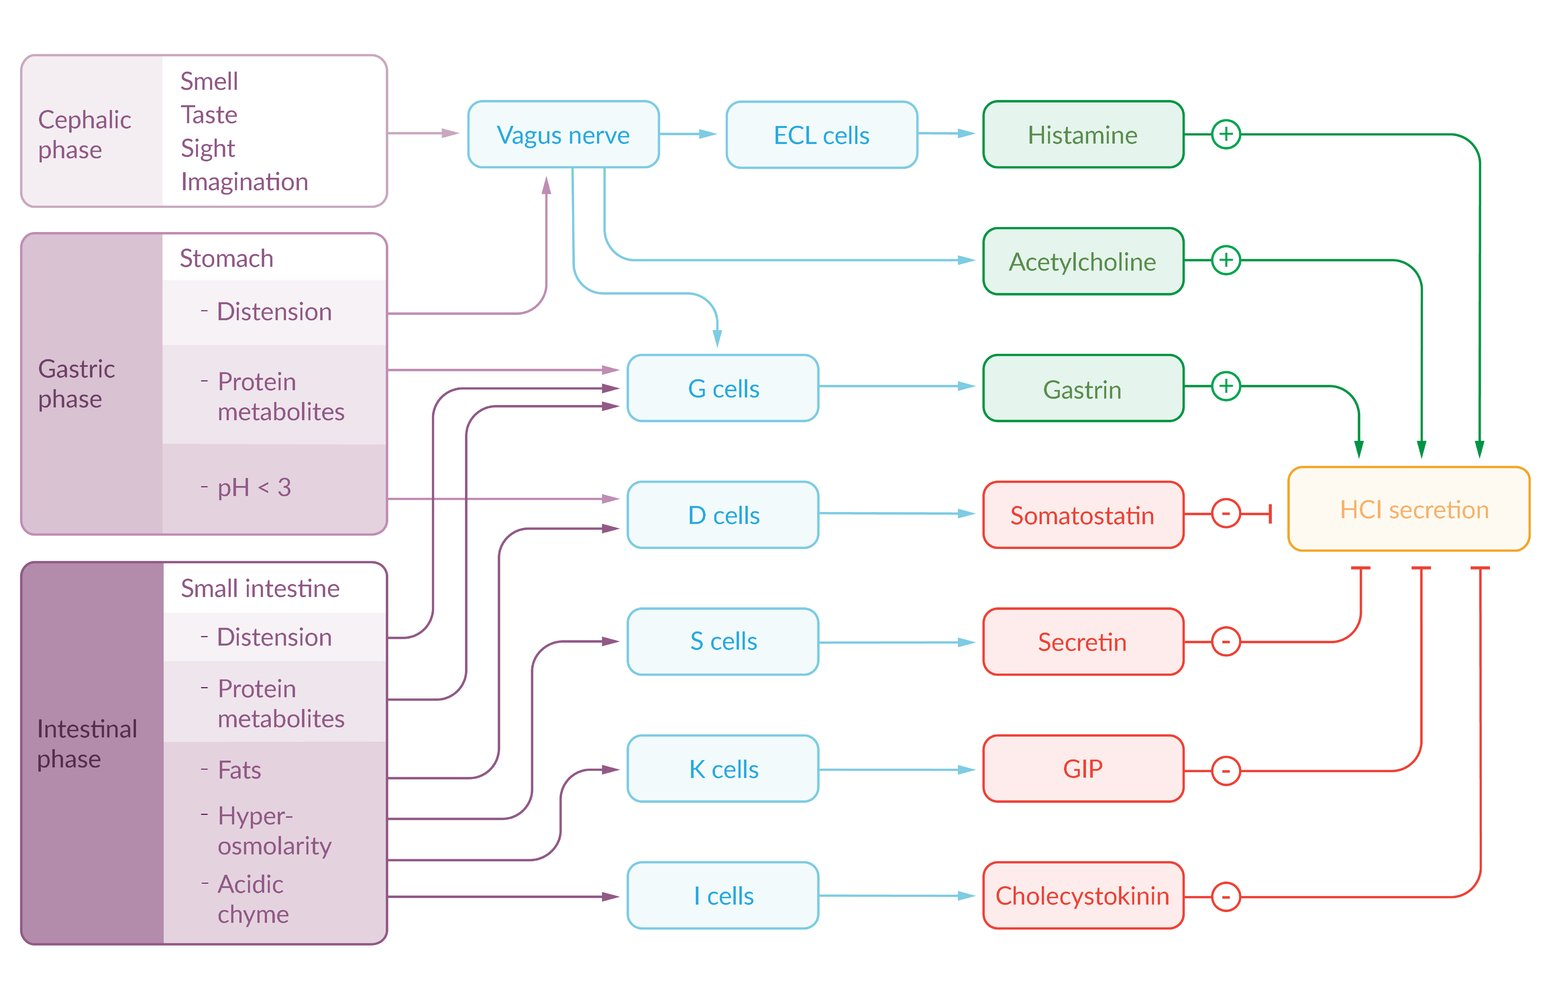 Cephalic
phase
Smell
Taste
Sight
Imagination
Vagus nerve
ECL cells
Histamine
+
Acetylcholine
+
Gastric
phase
Stomach
- Distension
- Protein
metabolites
- pH < 3
G cells
Gastrin
+
D cells
Somatostatin
-
HCl secretion
Intestinal
phase
Small intestine
- Distension
- Protein
metabolites
- Fats
- Hyper-
osmolarity
- Acidic
chyme
S cells
Secretin
-
K cells
GIP
-
I cells
Cholecystokinin
-